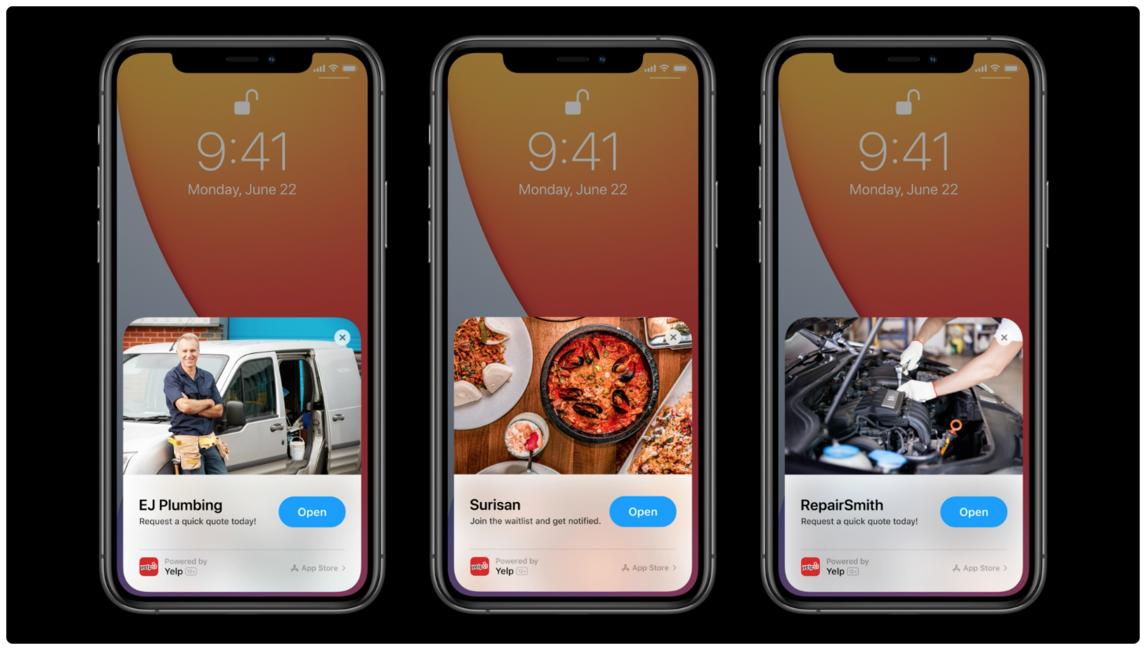 9:41
Monday, June 22
EJ Plumbing
Request a quick quote today!
Open
Powered by
Yelp 12+
App Store
9:41
Monday, June 22
Surisan
Join the waitlist and get notified.
Open
Powered by
Yelp 12+
App Store
9:41
Monday, June 22
RepairSmith
Request a quick quote today!
Open
Powered by
Yelp 12+
App Store